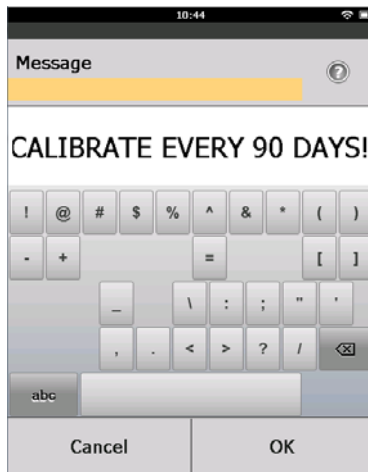 10:44
Message
?
CALIBRATE EVERY 90 DAYS!
! @ # $ % ^ & * ( )
- + = [ ]
_ \ : ; " '
, . < > ? /
abc
Cancel OK